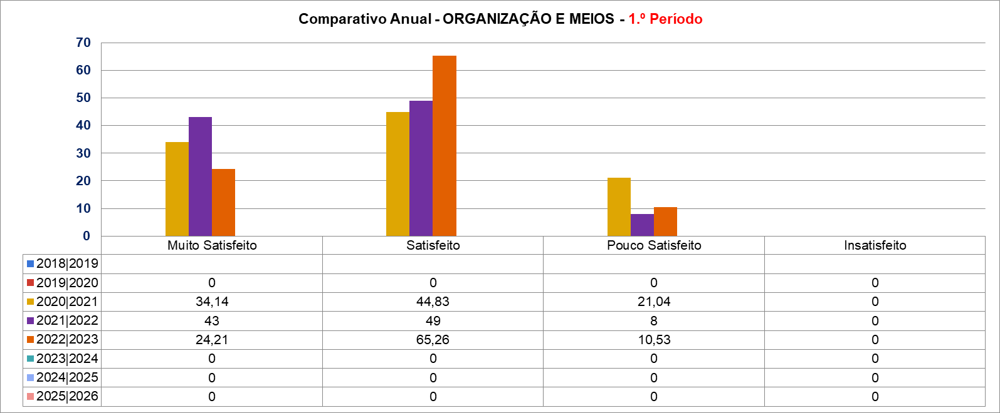 Comparativo Anual - ORGANIZAÇÃO E MEIOS - 1.º Período
70
60
50
40
30
20
10
0
Muito Satisfeito Satisfeito Pouco Satisfeito Insatisfeito
2018|2019
2019|2020 0 0 0 0
2020|2021 34,14 44,83 21,04 0
2021|2022 43 49 8 0
2022|2023 24,21 65,26 10,53 0
2023|2024 0 0 0 0
2024|2025 0 0 0 0
2025|2026 0 0 0 0